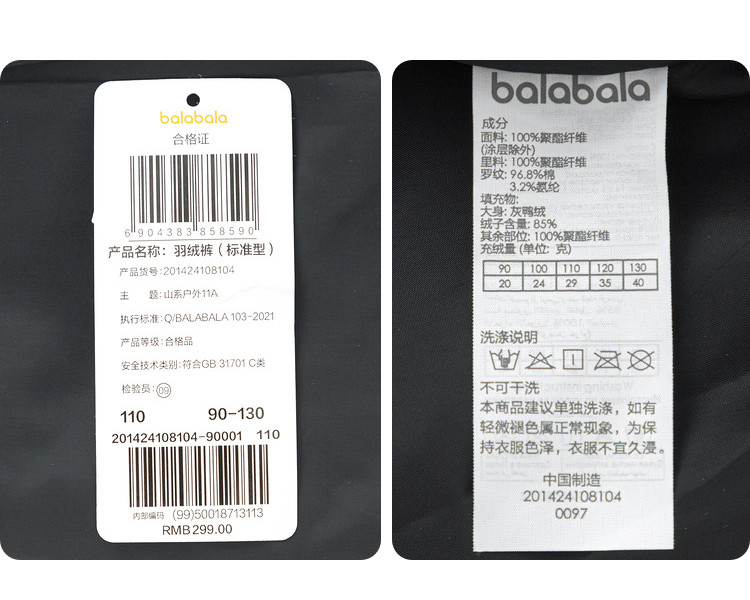 balabala
合格证
6 904383 858590
产品名称：羽绒裤（标准型）
产品货号:201424108104
主　题:山系户外11A
执行标准:Q/BALABALA 103-2021
产品等级:合格品
安全技术类别:符合GB 31701 C类
检验员:09
110 90-130
201424108104-90001 110
内部编码 (99)50018713113
RMB299.00
balabala
成分
面料: 100%聚酯纤维
(涂层除外)
里料: 100%聚酯纤维
罗纹: 96.8%棉
3.2%氨纶
填充物:
大身: 灰鸭绒
绒子含量: 85%
其余部位: 100%聚酯纤维
充绒量 (单位: 克)
90 100 110 120 130
20 24 29 35 40
洗涤说明
不可干洗
本商品建议单独洗涤，如有
轻微褪色属正常现象，为保
持衣服色泽，衣服不宜久浸。
中国制造
201424108104
0097